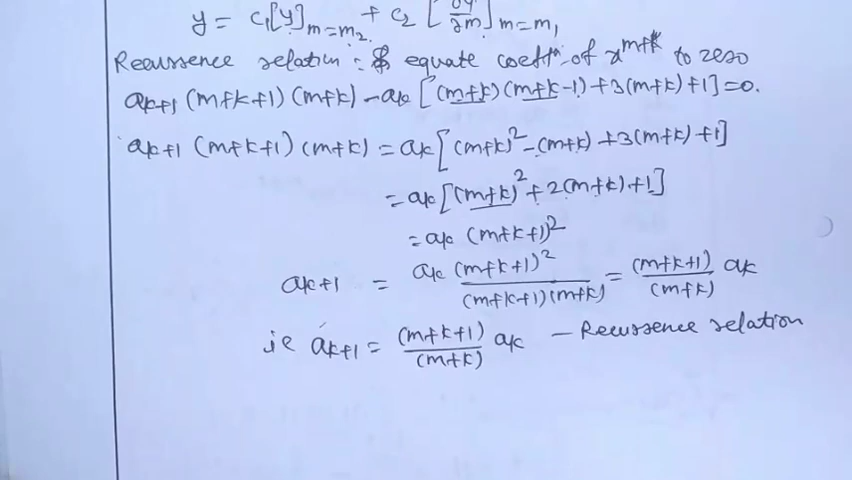 y = c₁[y]m=m₂ + c₂ [∂y/∂m]m=m₁
Recurrence relation : equate coefftn. of x^m+k to zero
ak+1 (m+k+1) (m+k) - ak [(m+k)(m+k-1) + 3(m+k) + 1] = 0.
ak+1 (m+k+1) (m+k) = ak [(m+k)² - (m+k) + 3(m+k) + 1]
= ak [(m+k)² + 2(m+k) + 1]
= ak (m+k+1)²
ak+1 = ak (m+k+1)² / (m+k+1)(m+k) = (m+k+1) / (m+k) ak
ie ak+1 = (m+k+1) / (m+k) ak — Recurrence relation